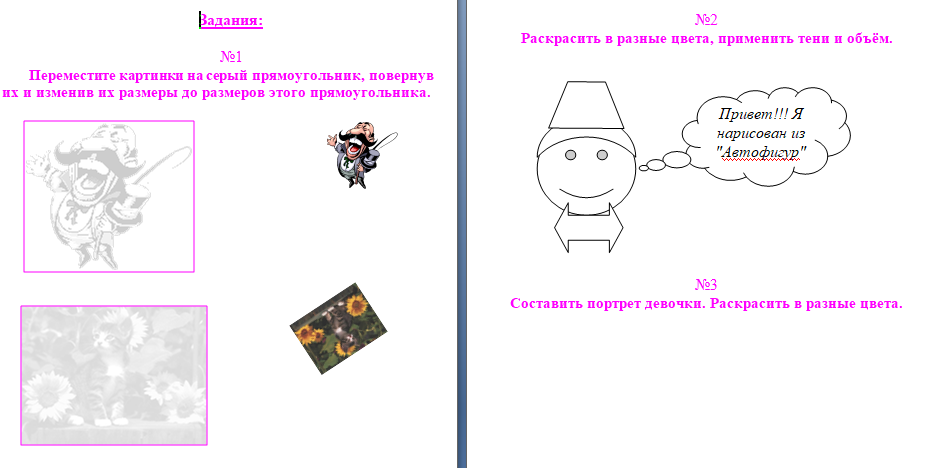 Задания:
№1
Переместите картинки на серый прямоугольник, повернув
их и изменив их размеры до размеров этого прямоугольника.
№2
Раскрасить в разные цвета, применить тени и объём.
Привет!!! Я
нарисован из
"Автофигур"
№3
Составить портрет девочки. Раскрасить в разные цвета.